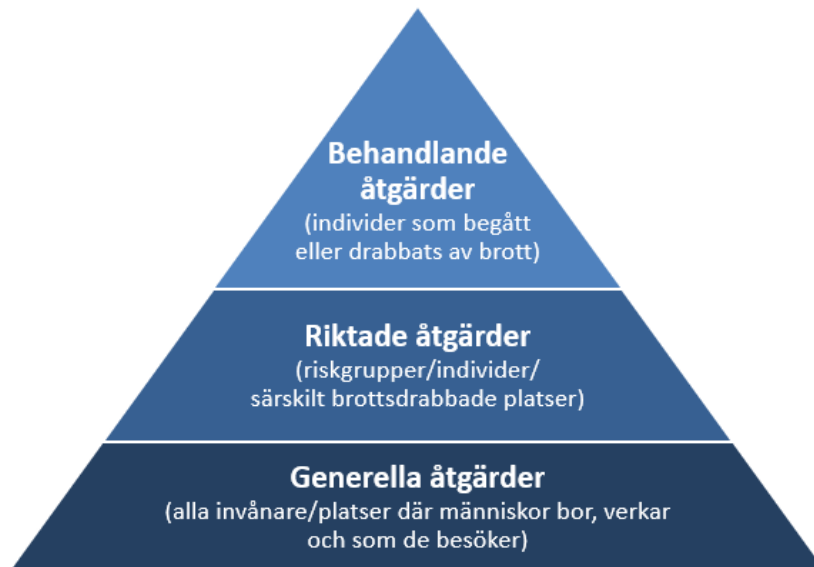 Behandlande
åtgärder
(individer som begått
eller drabbats av brott)
Riktade åtgärder
(riskgrupper/individer/
särskilt brottsdrabbade platser)
Generella åtgärder
(alla invånare/platser där människor bor, verkar
och som de besöker)